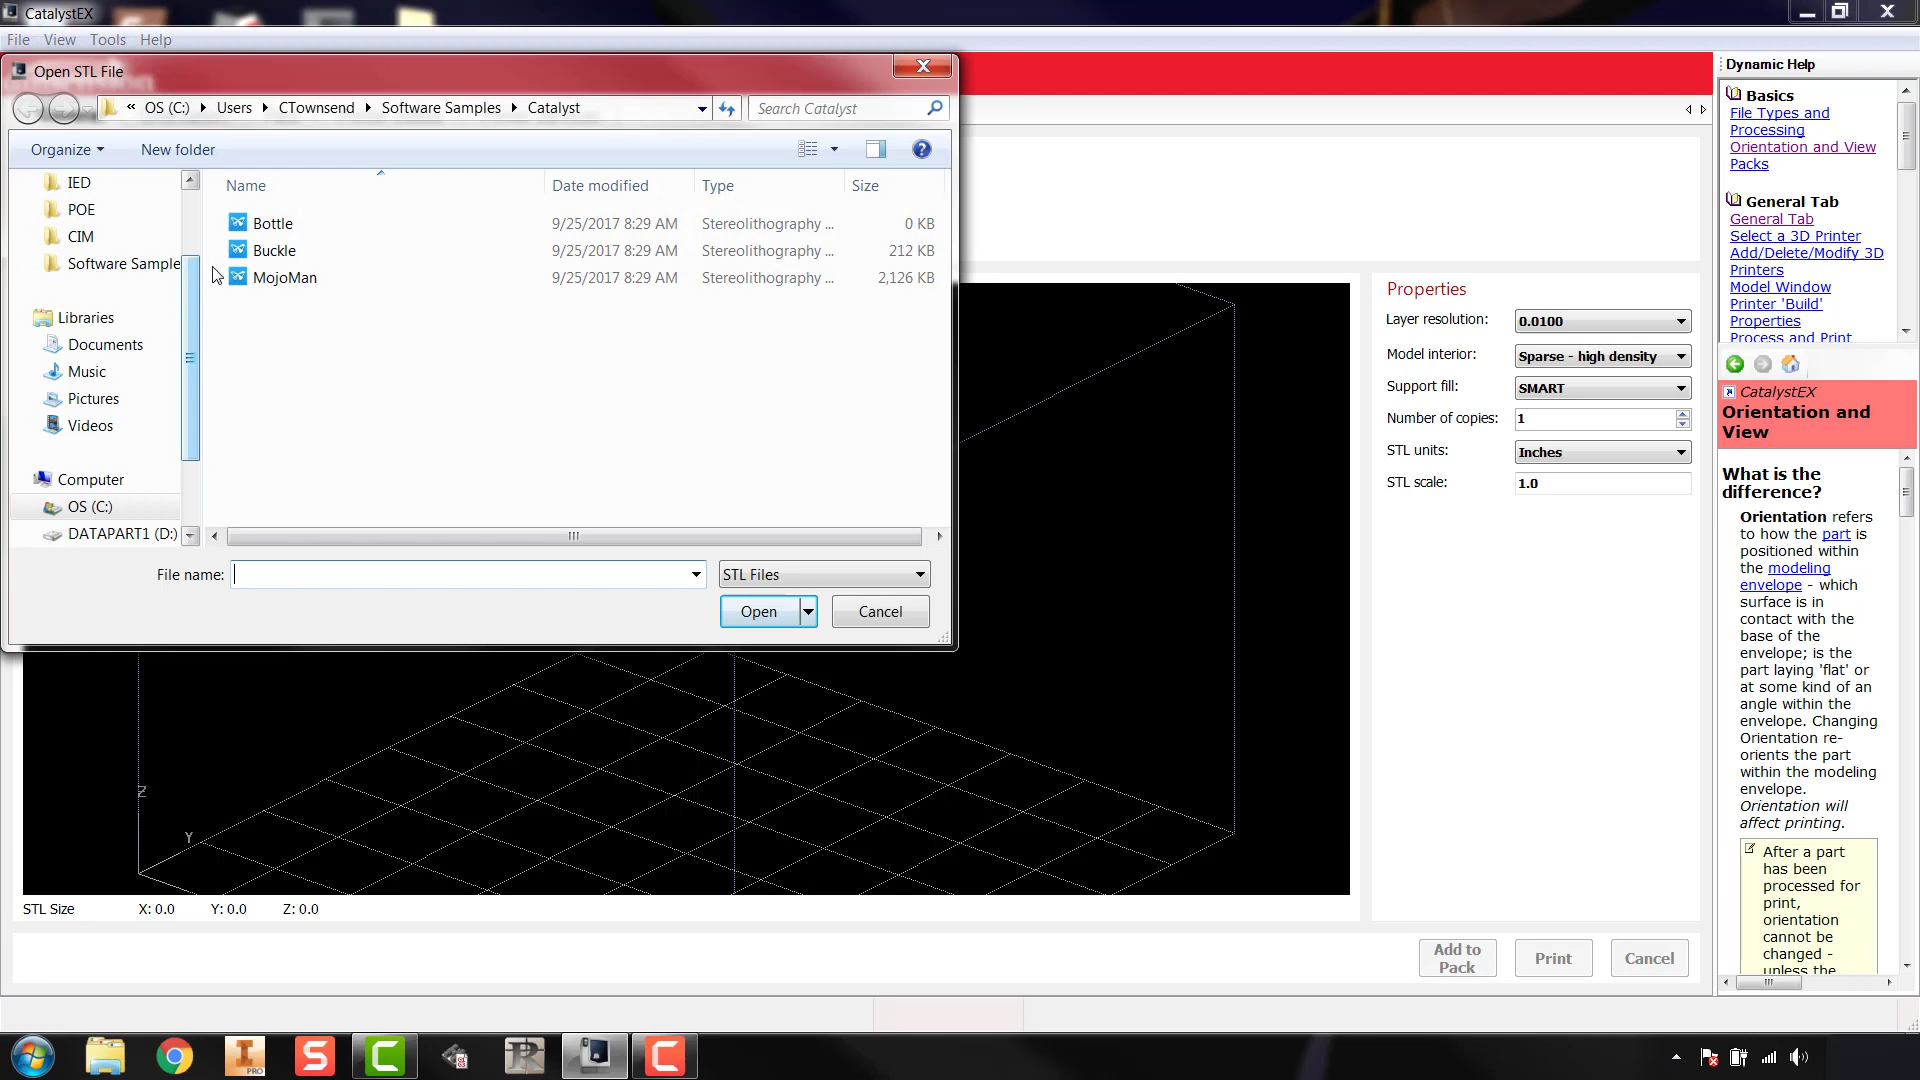 CatalystEX
File View Tools Help
Open STL File
« OS (C:) Users CTownsend Software Samples Catalyst
Search Catalyst
Organize New folder
IED
POE
CIM
Software Sample
Libraries
Documents
Music
Pictures
Videos
Computer
OS (C:)
DATAPART1 (D:)
Name Date modified Type Size
Bottle 9/25/2017 8:29 AM Stereolithography ... 0 KB
Buckle 9/25/2017 8:29 AM Stereolithography ... 212 KB
MojoMan 9/25/2017 8:29 AM Stereolithography ... 2,126 KB
File name:
STL Files
Open Cancel
Z
Y
STL Size X: 0.0 Y: 0.0 Z: 0.0
Properties
Layer resolution: 0.0100
Model interior: Sparse - high density
Support fill: SMART
Number of copies: 1
STL units: Inches
STL scale: 1.0
Add to
Pack
Print
Cancel
Dynamic Help
Basics
File Types and
Processing
Orientation and View
Packs
General Tab
General Tab
Select a 3D Printer
Add/Delete/Modify 3D
Printers
Model Window
Printer 'Build'
Properties
Process and Print
CatalystEX
Orientation and
View
What is the
difference?
Orientation refers
to how the part is
positioned within
the modeling
envelope - which
surface is in
contact with the
base of the
envelope; is the
part laying 'flat' or
at some kind of an
angle within the
envelope. Changing
Orientation re-
orients the part
within the modeling
envelope.
Orientation will
affect printing.
After a part
has been
processed for
print,
orientation
cannot be
changed -
unless the
PRO